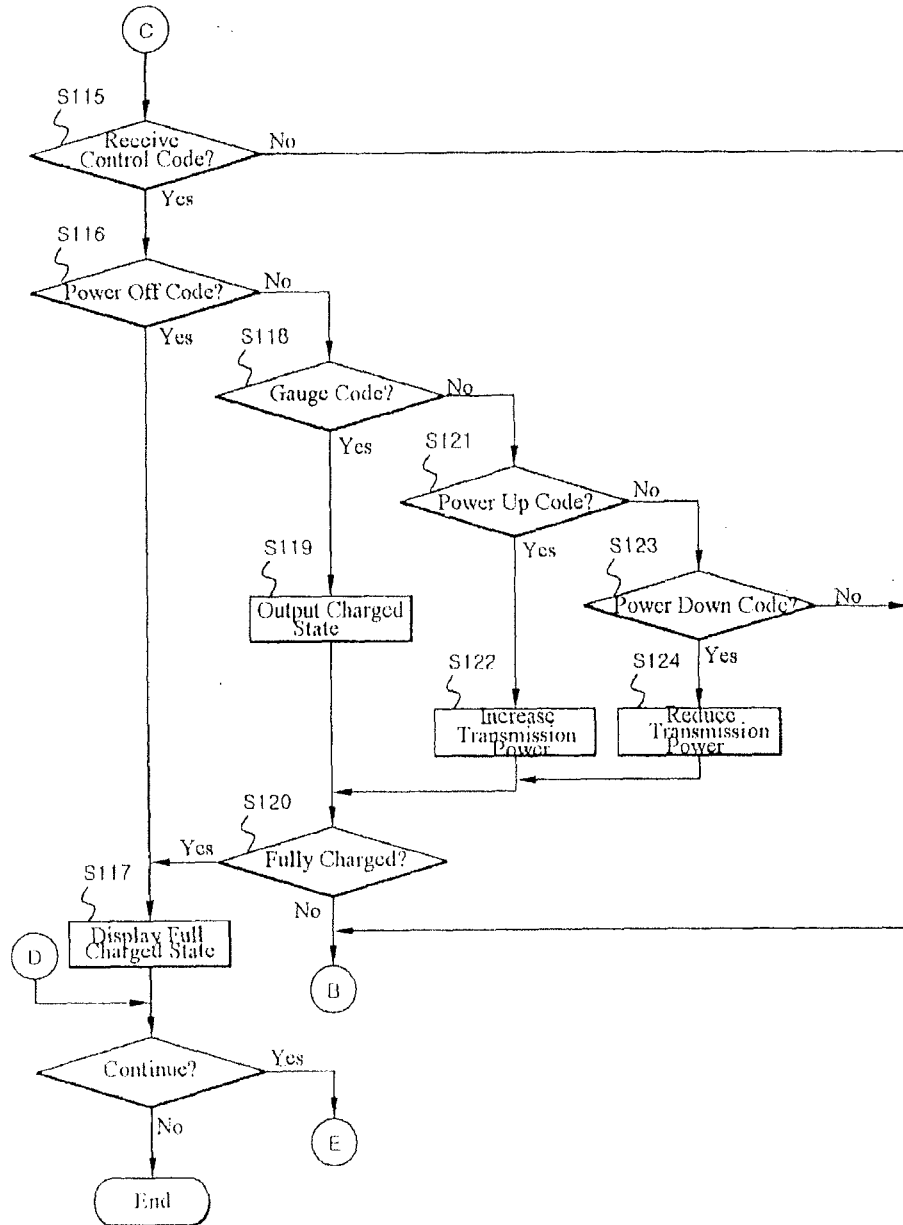 C
S115
Receive
Control Code?
No
Yes
S116
Power Off Code?
No
Yes
S118
Gauge Code?
No
Yes
S121
Power Up Code?
No
Yes
S119
Output Charged
State
S123
Power Down Code?
No
Yes
S122
Increase
Transmission
Power
S124
Reduce
Transmission
Power
S120
Fully Charged?
Yes
No
S117
Display Full
Charged State
D
B
Continue?
Yes
No
E
End